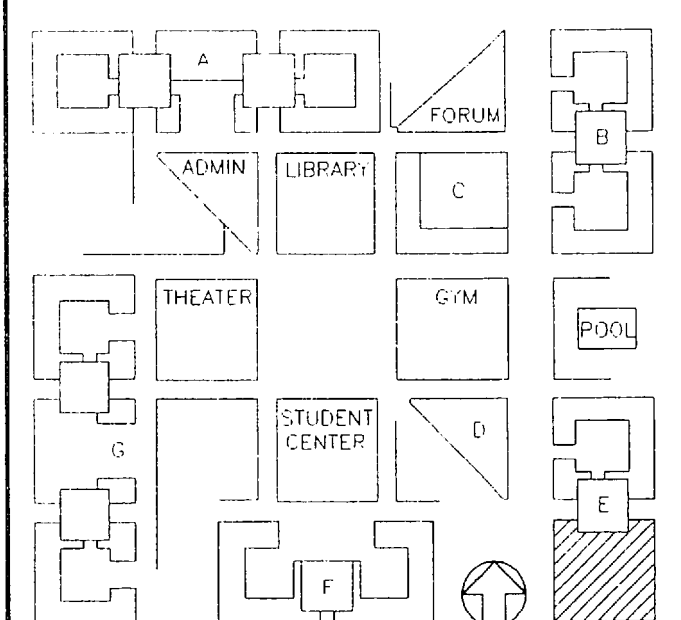 A
FORUM
B
ADMIN
LIBRARY
C
THEATER
GYM
POOL
STUDENT
CENTER
D
G
E
F